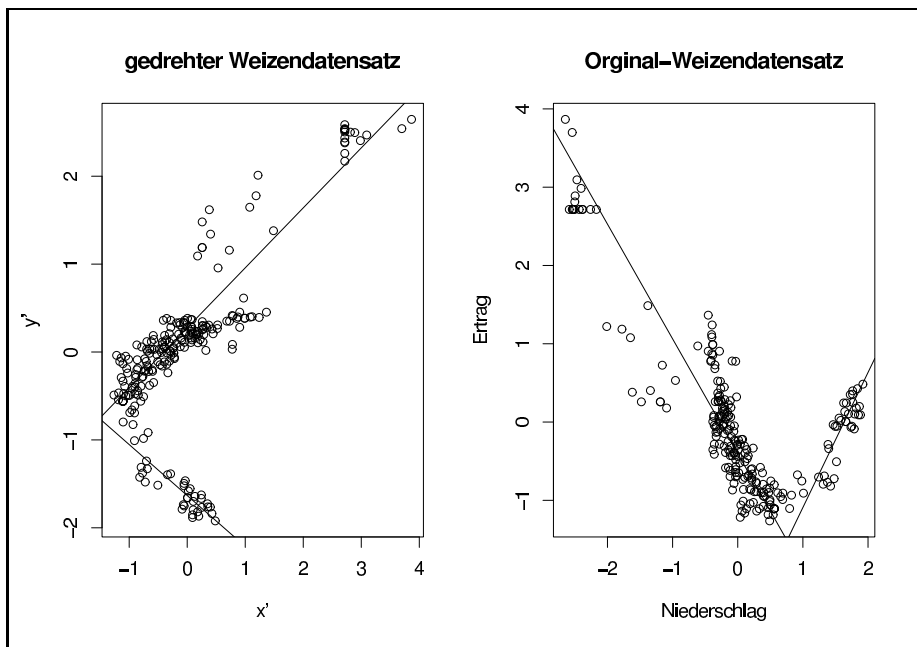 gedrehter Weizendatensatz
y'
2
1
0
−1
−2
−1 0 1 2 3 4
x'
Orginal−Weizendatensatz
Ertrag
4
3
2
1
0
−1
−2 −1 0 1 2
Niederschlag